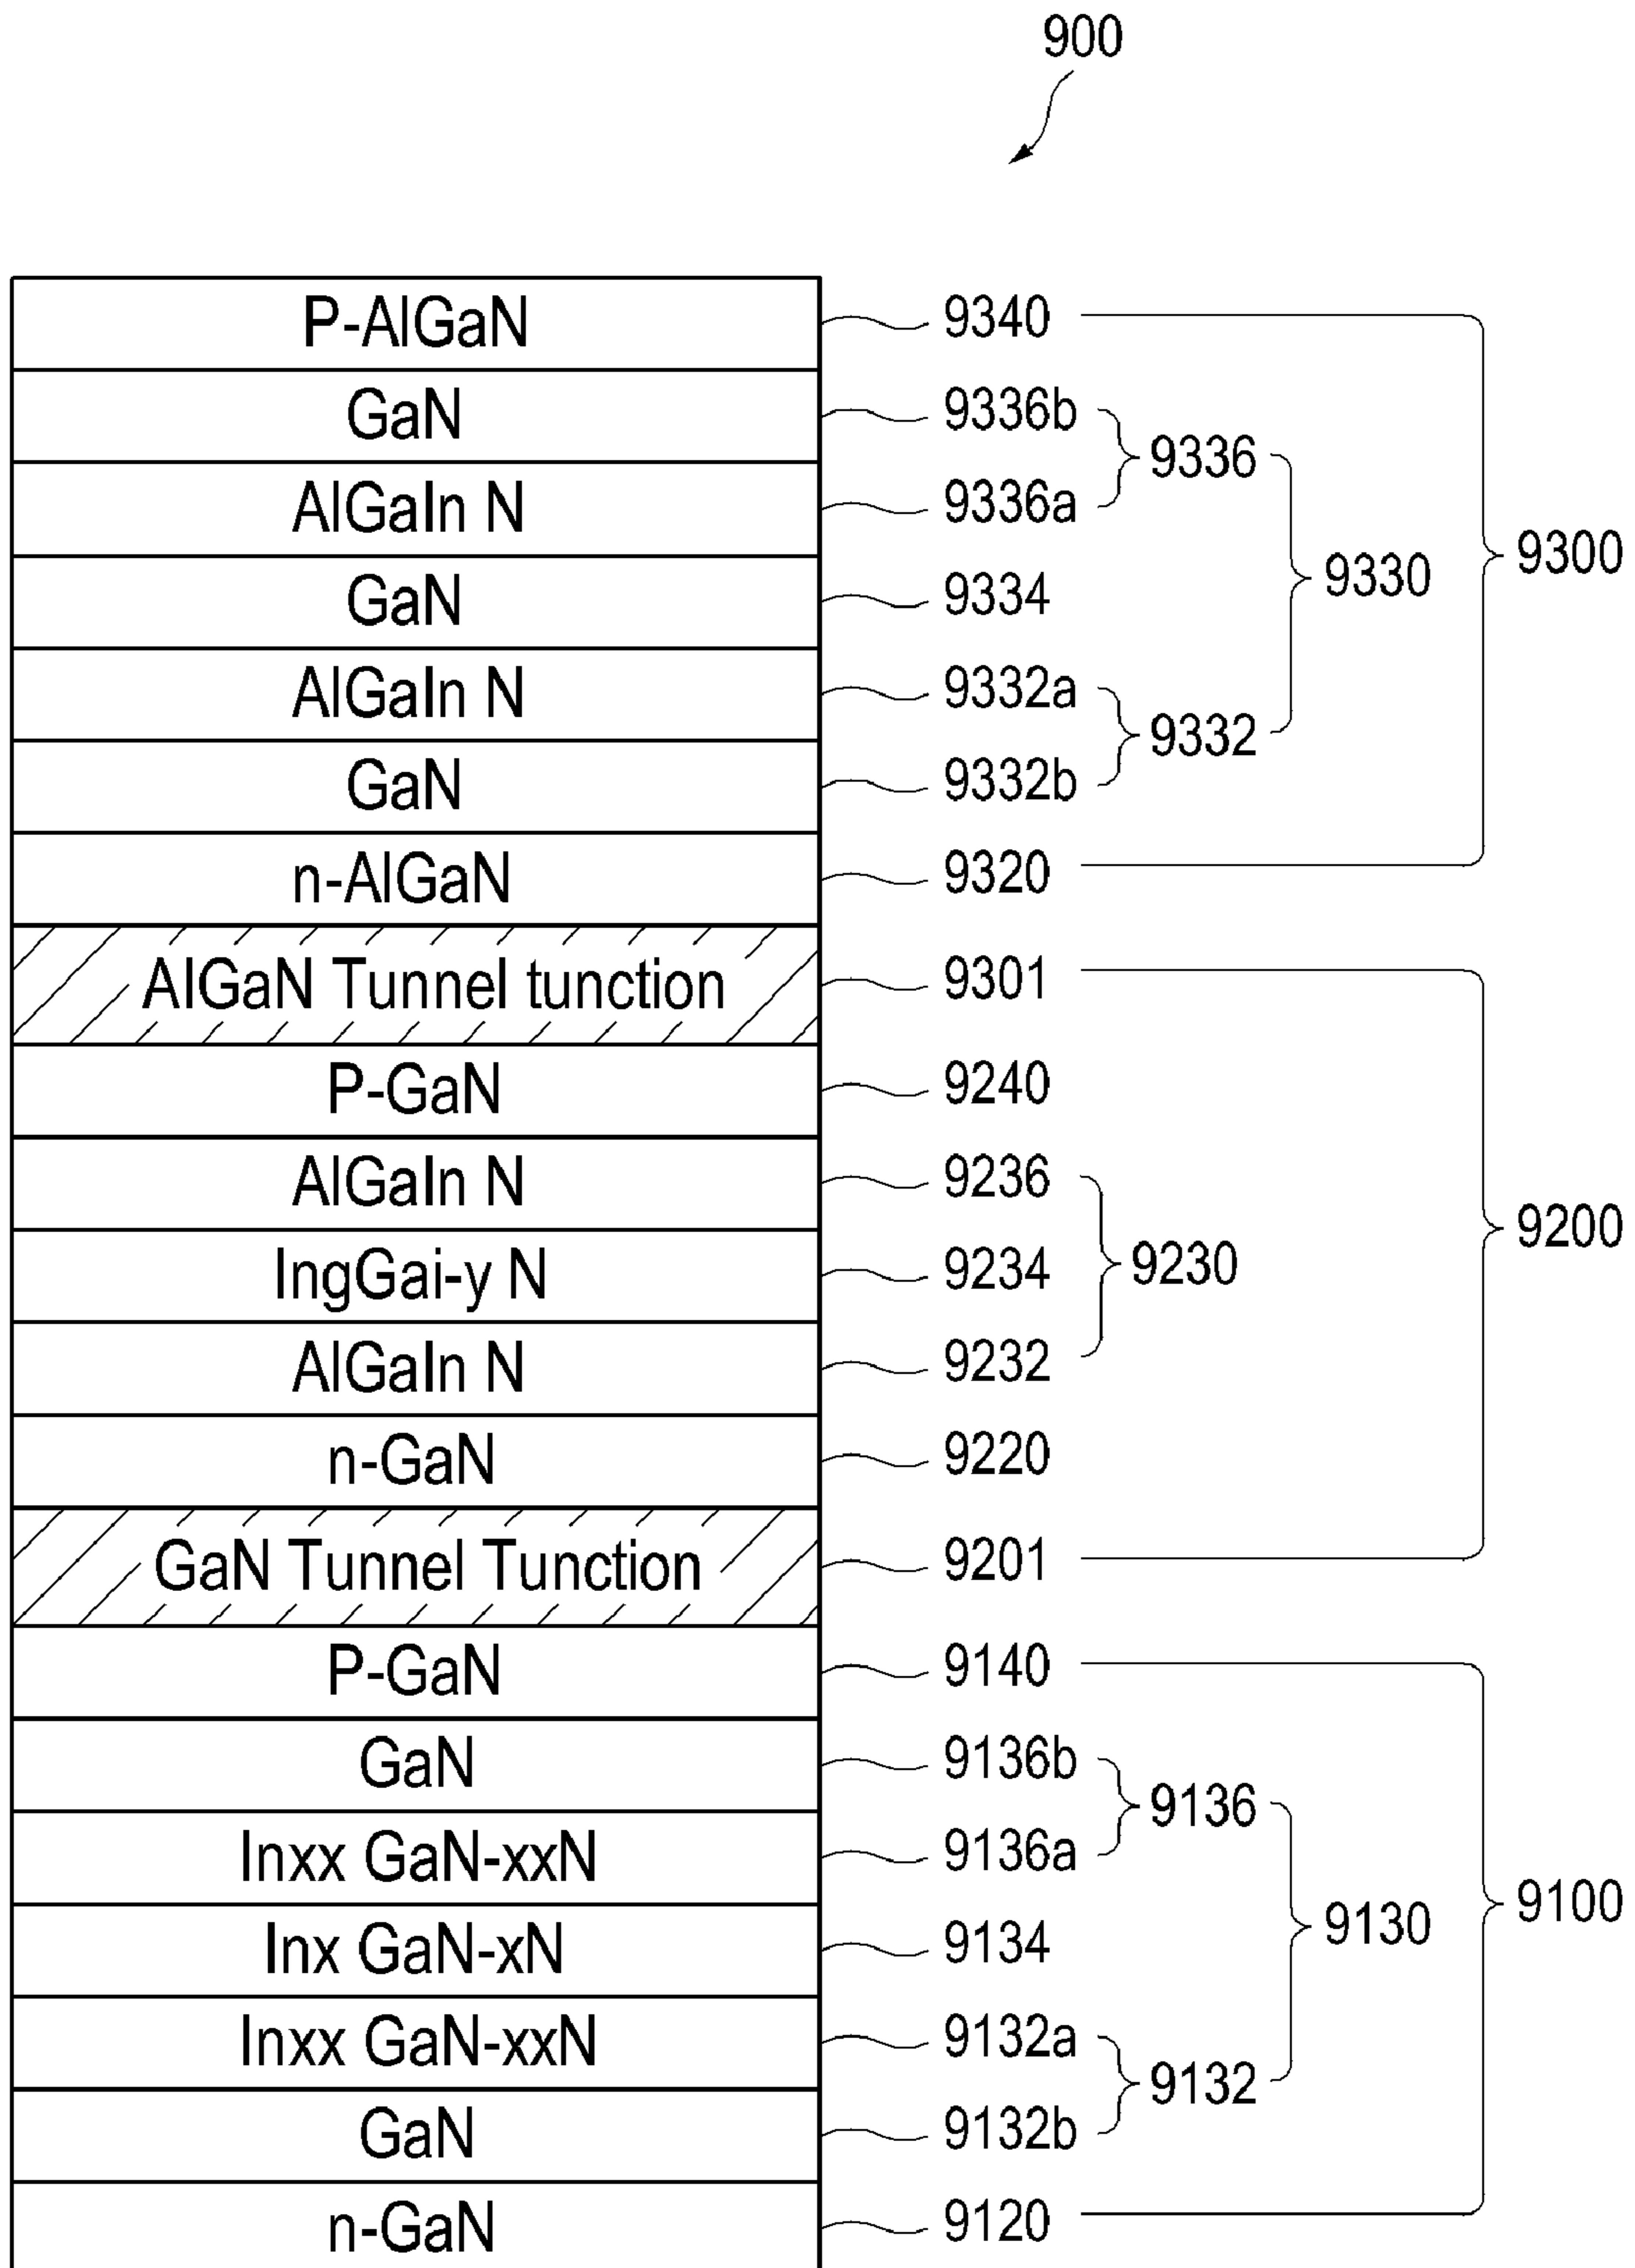 900
P-AlGaN 9340
GaN 9336b
9336
AlGaIn N 9336a
9300
9330
GaN 9334
AlGaIn N 9332a
9332
GaN 9332b
n-AlGaN 9320
AlGaN Tunnel tunction 9301
P-GaN 9240
AlGaIn N 9236
9200
IngGai-y N 9234 9230
AlGaIn N 9232
n-GaN 9220
GaN Tunnel Tunction 9201
P-GaN 9140
GaN 9136b
9136
Inxx GaN-xxN 9136a
9100
9130
Inx GaN-xN 9134
Inxx GaN-xxN 9132a
9132
GaN 9132b
n-GaN 9120